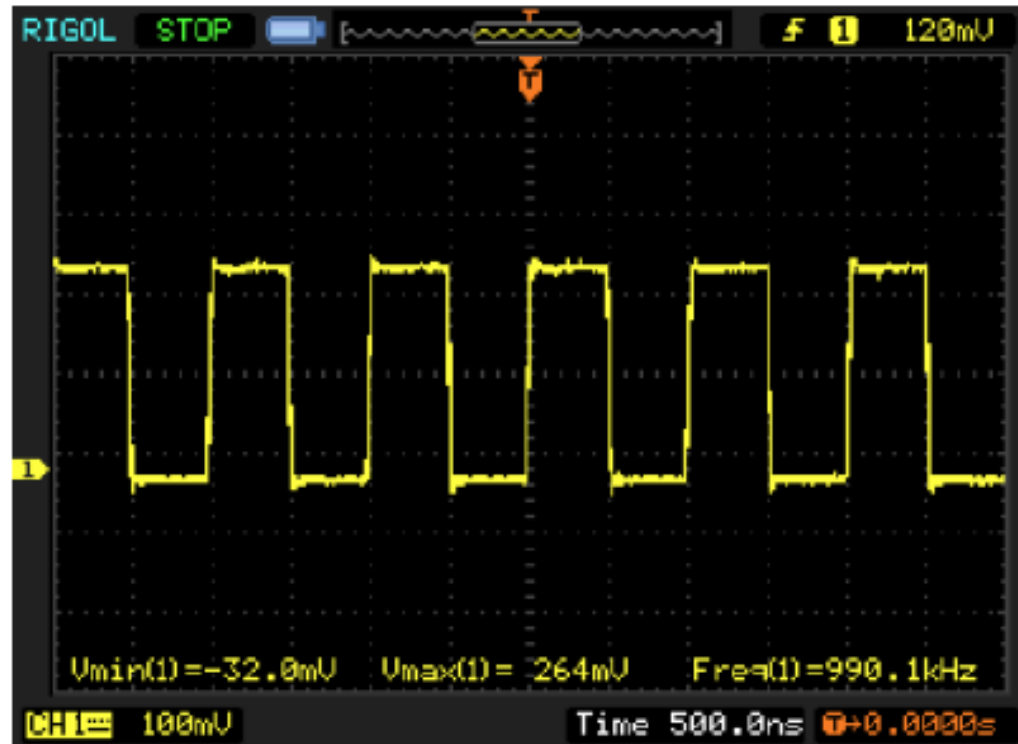 RIGOL STOP T 1 120mV
T
1
Vmin(1)=-32.0mV Vmax(1)= 264mV Freq(1)=990.1kHz
CH1 100mV Time 500.0ns T→0.0000s